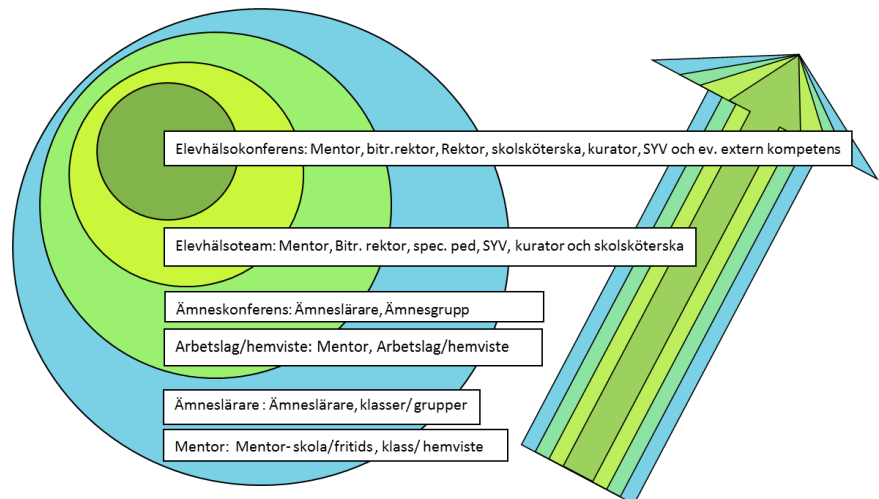 Elevhälsokonferens: Mentor, bitr.rektor, Rektor, skolsköterska, kurator, SYV och ev. extern kompetens
Elevhälsoteam: Mentor, Bitr. rektor, spec. ped, SYV, kurator och skolsköterska
Ämneskonferens: Ämneslärare, Ämnesgrupp
Arbetslag/hemviste: Mentor, Arbetslag/hemviste
Ämneslärare : Ämneslärare, klasser/ grupper
Mentor: Mentor- skola/fritids , klass/ hemviste